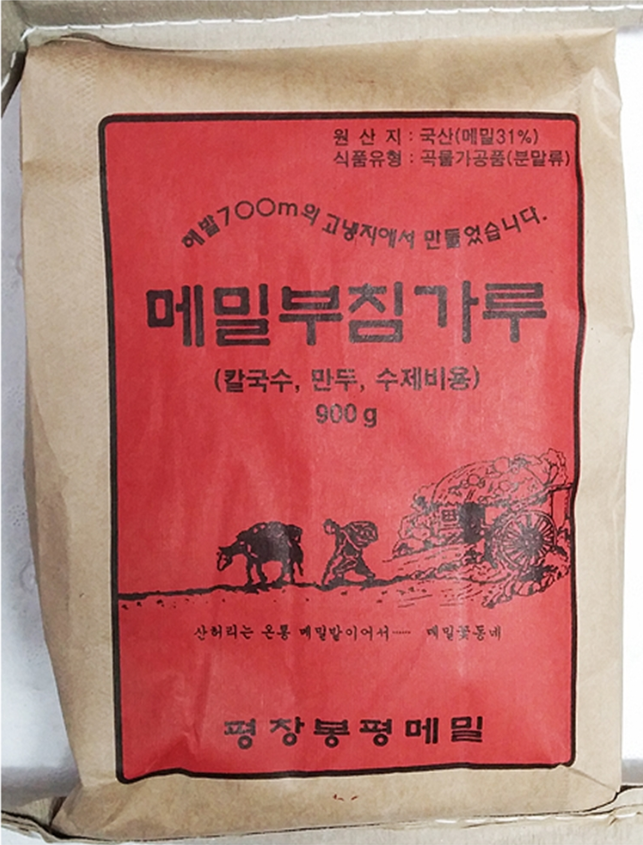 원 산 지 : 국산(메밀31%)
식품유형 : 곡물가공품(분말류)
해발700m의 고냉지에서 만들었습니다.
메밀부침가루
(칼국수, 만두, 수제비용)
900g
산허리는 온통 메밀밭이어서…… 메밀꽃동네
평창봉평메밀